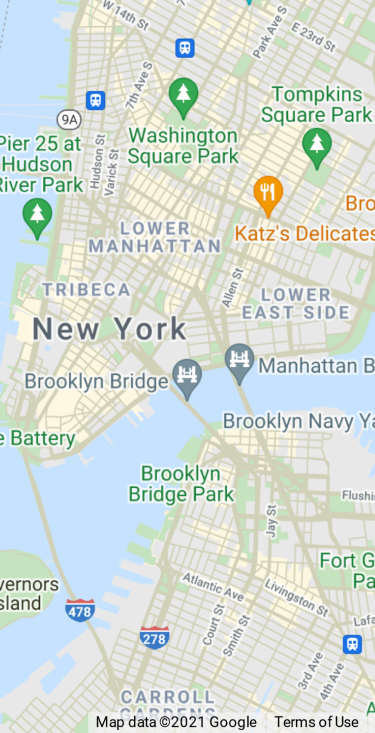 W 14th St
Park Ave S
E 23rd St
7th Ave S
Tompkins
Square Park
9A
Washington
Square Park
Pier 25 at
Hudson
River Park
Hudson St
Varick St
Bro
Katz's Delicates
LOWER
MANHATTAN
Allen St
TRIBECA
LOWER
EAST SIDE
New York
Manhattan B
Brooklyn Bridge
Brooklyn Navy Ya
e Battery
Brooklyn
Bridge Park
Flushin
Jay St
Fort G
Pa
overnors
sland
Atlantic Ave
Livingston St
478
278
Court St
Smith St
Lafa
3rd Ave
4th Ave
CARROLL
GARDENS
A
Map data ©2021 Google
Terms of Use